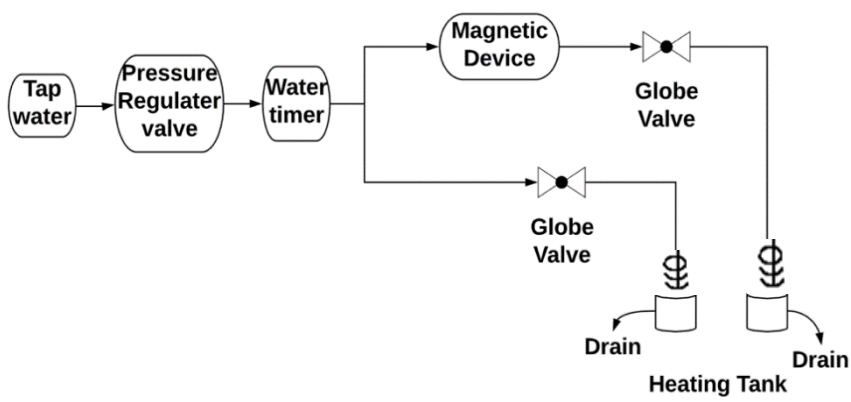 Tap
water
Pressure
Regulater
valve
Water
timer
Magnetic
Device
Globe
Valve
Globe
Valve
Drain
Drain
Heating Tank